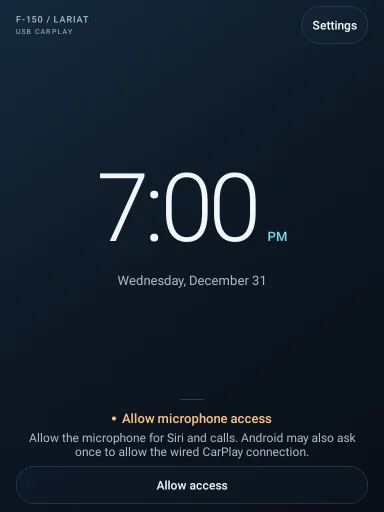 F-150 / LARIAT
USB CARPLAY
Settings
7:00 PM
Wednesday, December 31
• Allow microphone access
Allow the microphone for Siri and calls. Android may also ask
once to allow the wired CarPlay connection.
Allow access